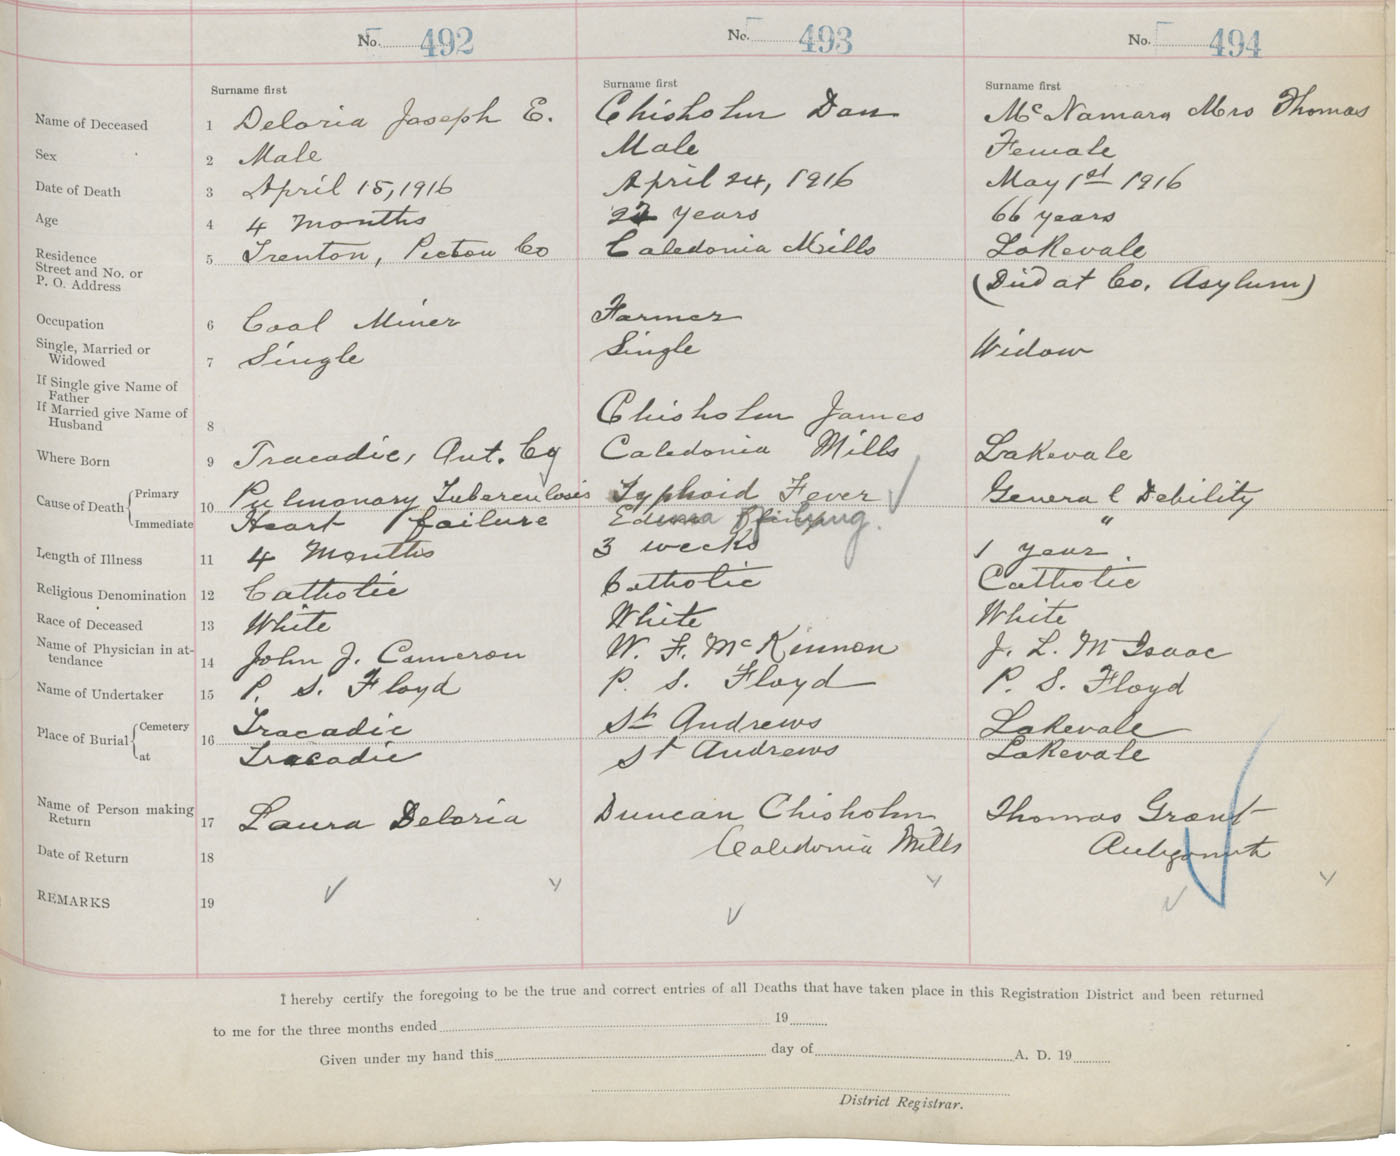 No. 492 No. 493 No. 494
Surname first Surname first Surname first
Name of Deceased 1 Deloria Joseph E. Chisholm Dan McNamara Mrs Thomas
Sex 2 Male Male Female
Date of Death 3 April 15, 1916 April 24, 1916 May 1st 1916
Age 4 4 Months years 66 years
Residence
Street and No. or
P. O. Address 5 Trenton, Pictou Co Caledonia Mills Lakevale
(Died at Co. Asylum)
Occupation 6 Coal Miner Farmer
Single, Married or
Widowed 7 Single Single Widow
If Single give Name of
Father
If Married give Name of
Husband 8 Chisholm James
Where Born 9 Tracadie, Ant. Co Caledonia Mills Lakevale
Cause of Death Primary 10 Pulmonary Tuberculosis Typhoid Fever General Debility
Immediate Heart failure lung. "
Length of Illness 11 4 Months 3 weeks 1 year.
Religious Denomination 12 Catholic Catholic Catholic
Race of Deceased 13 White White White
Name of Physician in at-
tendance 14 John J. Cameron W. F. McKinnon J. L. McIsaac
Name of Undertaker 15 P. S. Floyd P. S. Floyd P. S. Floyd
Place of Burial Cemetery 16 Tracadie St Andrews Lakevale
at Tracadie St Andrews Lakevale
Name of Person making
Return 17 Laura Deloria Duncan Chisholm Thomas Grant
Date of Return 18 Caledonia Mills
REMARKS 19
I hereby certify the foregoing to be the true and correct entries of all Deaths that have taken place in this Registration District and been returned
to me for the three months ended 19
Given under my hand this day of A. D. 19
District Registrar.